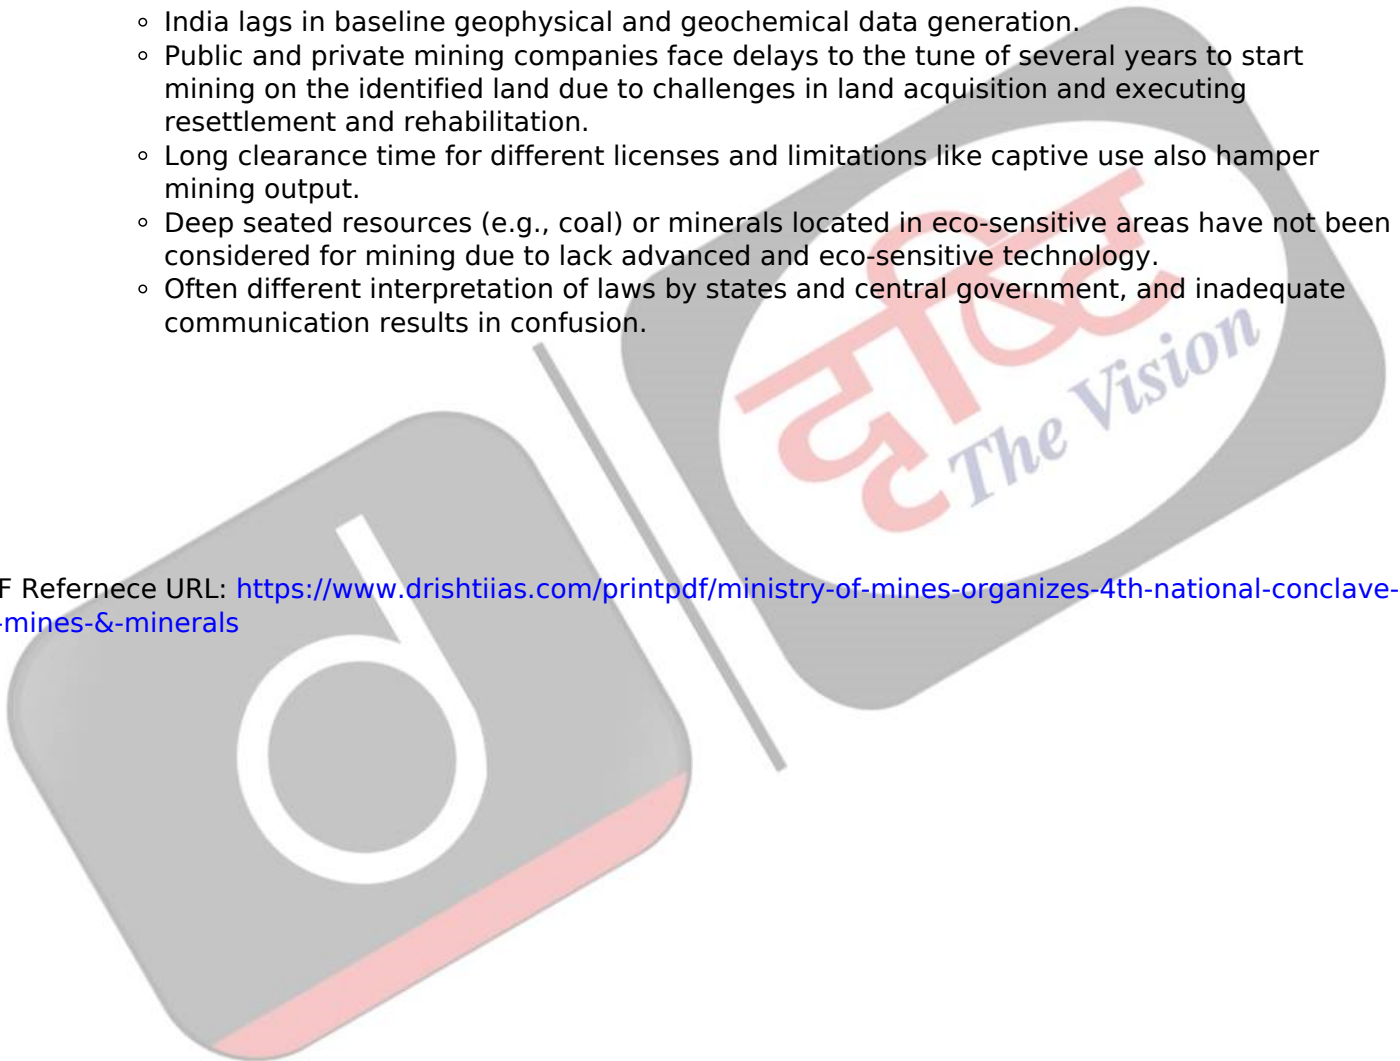 ◦ India lags in baseline geophysical and geochemical data generation.
◦ Public and private mining companies face delays to the tune of several years to start
mining on the identified land due to challenges in land acquisition and executing
resettlement and rehabilitation.
◦ Long clearance time for different licenses and limitations like captive use also hamper
mining output.
◦ Deep seated resources (e.g., coal) or minerals located in eco-sensitive areas have not been
considered for mining due to lack advanced and eco-sensitive technology.
◦ Often different interpretation of laws by states and central government, and inadequate
communication results in confusion.
दृष्टि
The Vision
d
F Refernece URL: https://www.drishtiias.com/printpdf/ministry-of-mines-organizes-4th-national-conclave-
-mines-&-minerals